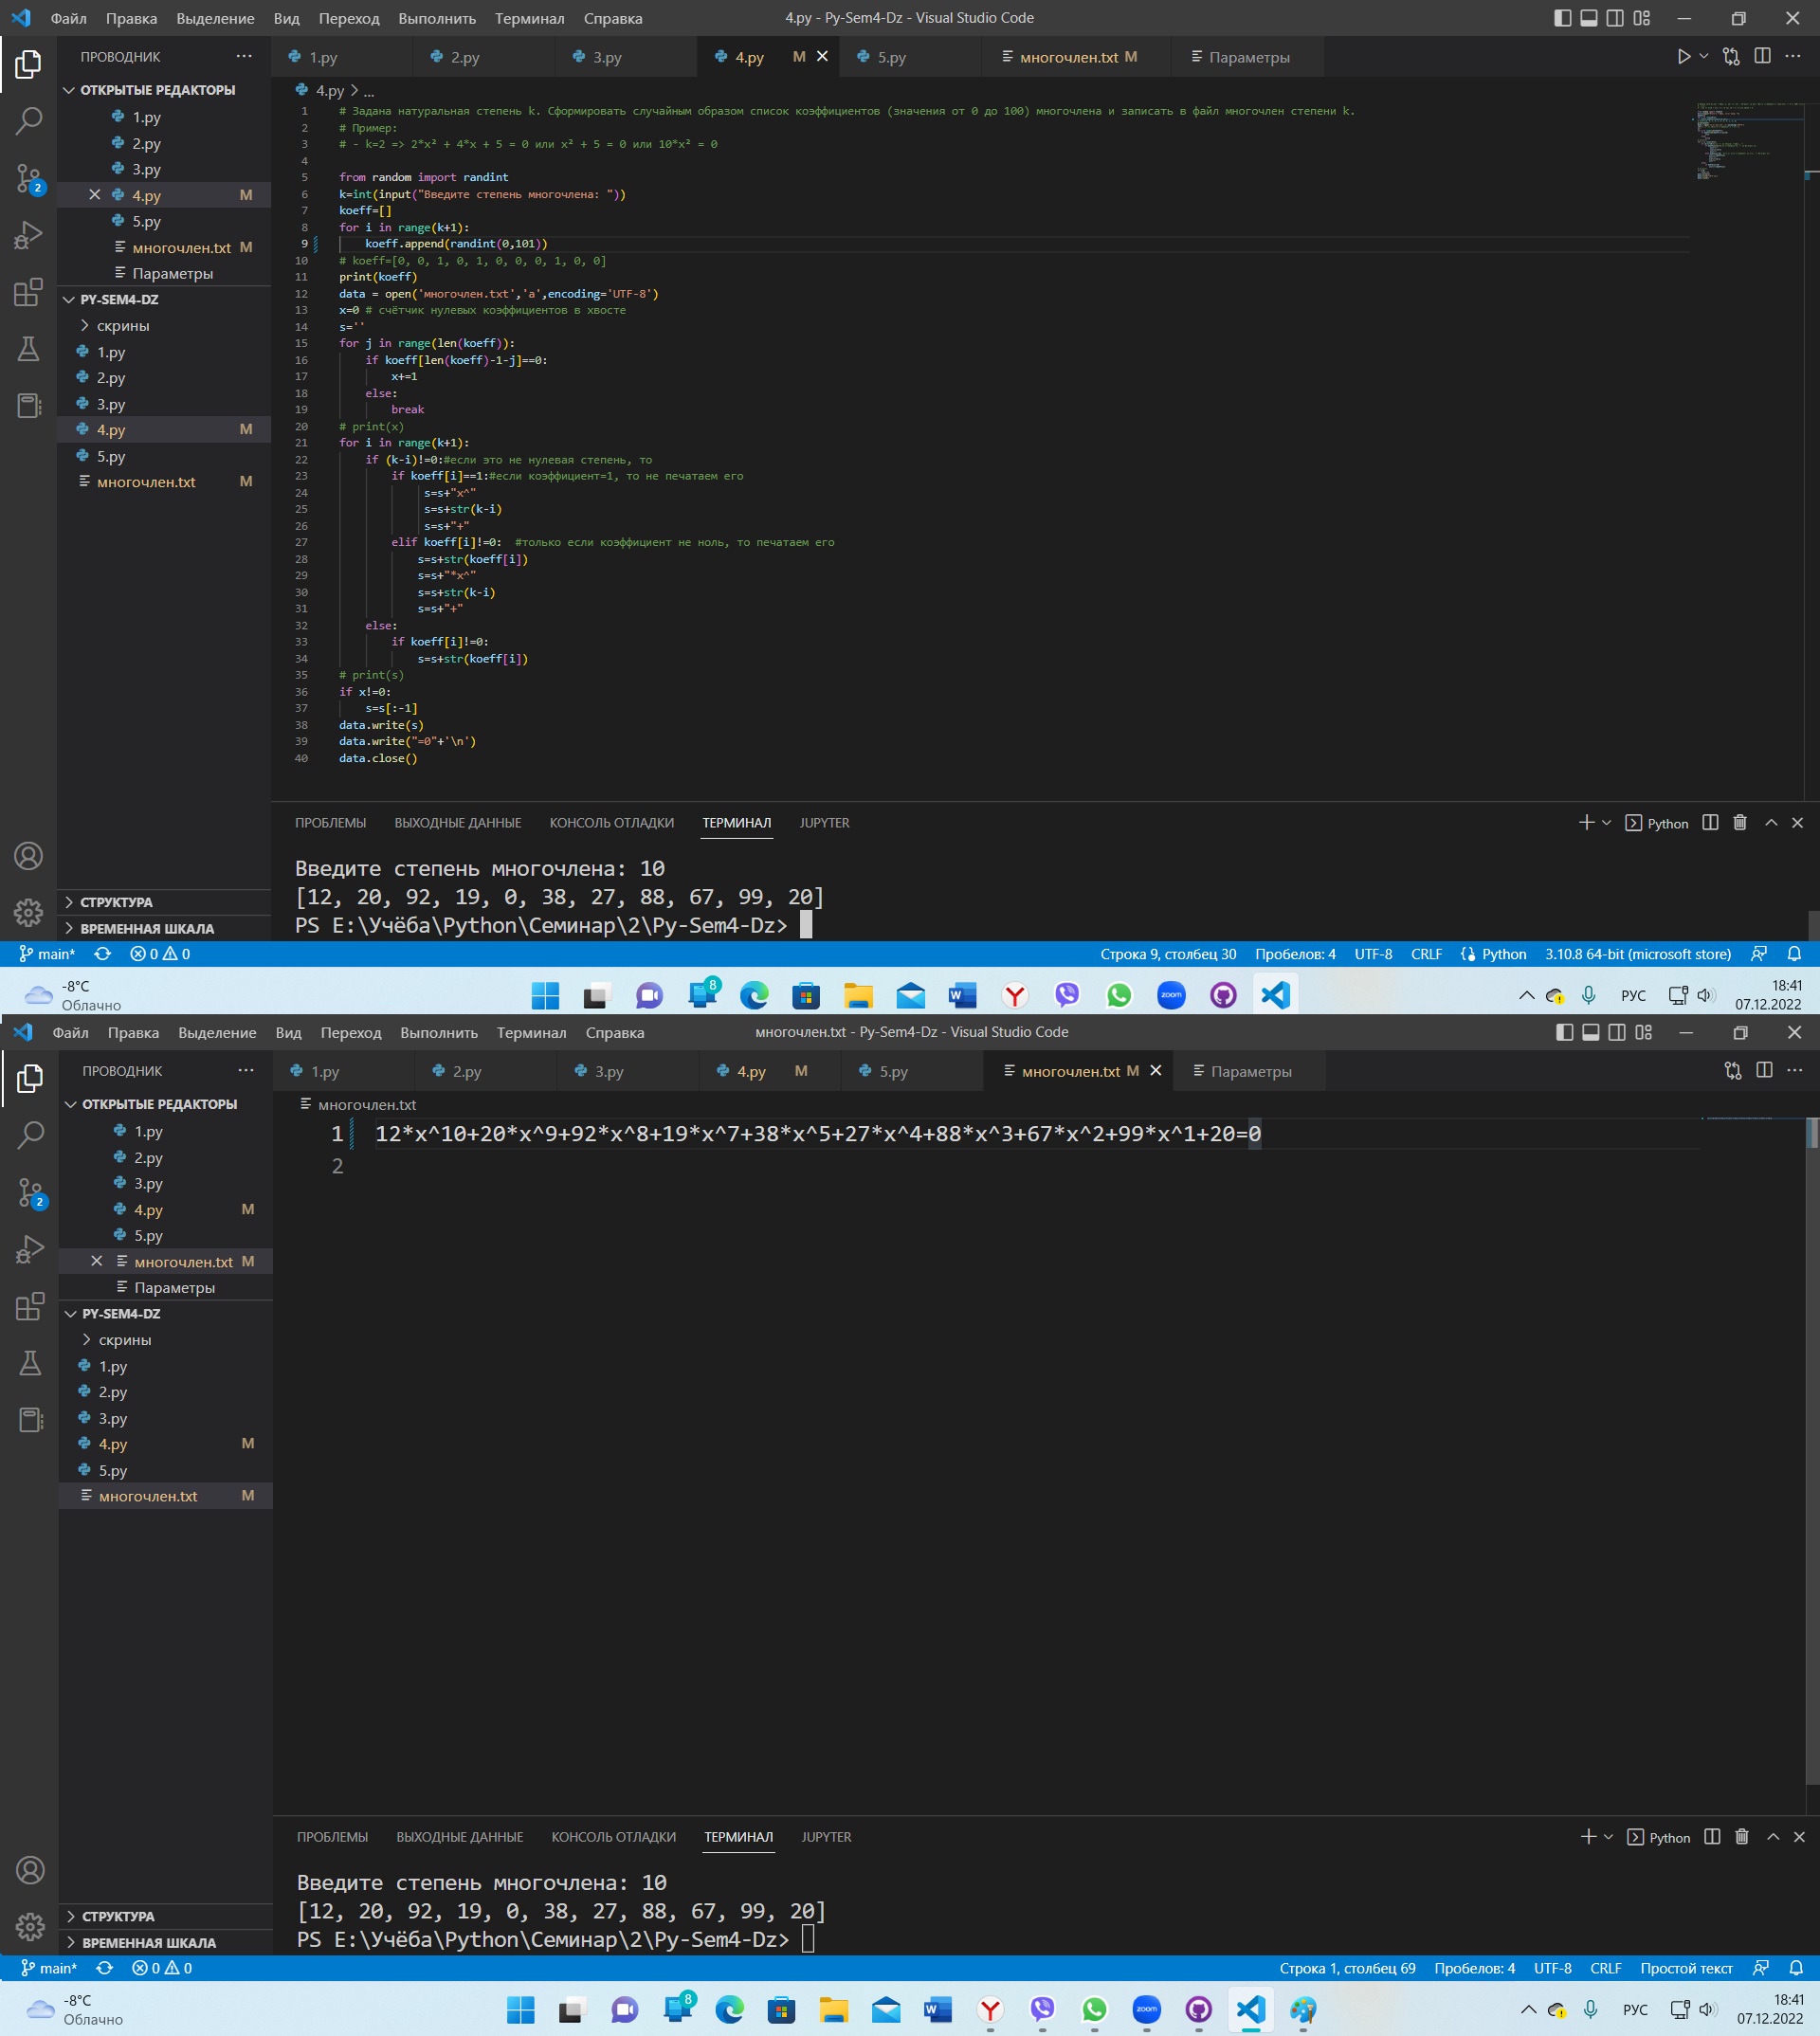 Файл Правка Выделение Вид Переход Выполнить Терминал Справка 4.py - Py-Sem4-Dz - Visual Studio Code
ПРОВОДНИК ···
1.py 2.py 3.py 4.py M 5.py многочлен.txt M Параметры
ОТКРЫТЫЕ РЕДАКТОРЫ
1.py
2.py
3.py
4.py M
5.py
многочлен.txt M
Параметры
PY-SEM4-DZ
скрины
1.py
2.py
3.py
4.py M
5.py
многочлен.txt M
СТРУКТУРА
ВРЕМЕННАЯ ШКАЛА
2
4.py > ...
1 # Задана натуральная степень k. Сформировать случайным образом список коэффициентов (значения от 0 до 100) многочлена и записать в файл многочлен степени k.
2 # Пример:
3 # - k=2 => 2*x² + 4*x + 5 = 0 или x² + 5 = 0 или 10*x² = 0
4
5 from random import randint
6 k=int(input("Введите степень многочлена: "))
7 koeff=[]
8 for i in range(k+1):
9 koeff.append(randint(0,101))
10 # koeff=[0, 0, 1, 0, 1, 0, 0, 0, 1, 0, 0]
11 print(koeff)
12 data = open('многочлен.txt','a',encoding='UTF-8')
13 x=0 # счётчик нулевых коэффициентов в хвосте
14 s=''
15 for j in range(len(koeff)):
16 if koeff[len(koeff)-1-j]==0:
17 x+=1
18 else:
19 break
20 # print(x)
21 for i in range(k+1):
22 if (k-i)!=0:#если это не нулевая степень, то
23 if koeff[i]==1:#если коэффициент=1, то не печатаем его
24 s=s+"x^"
25 s=s+str(k-i)
26 s=s+"+"
27 elif koeff[i]!=0: #только если коэффициент не ноль, то печатаем его
28 s=s+str(koeff[i])
29 s=s+"*x^"
30 s=s+str(k-i)
31 s=s+"+"
32 else:
33 if koeff[i]!=0:
34 s=s+str(koeff[i])
35 # print(s)
36 if x!=0:
37 s=s[:-1]
38 data.write(s)
39 data.write("=0"+'\n')
40 data.close()
ПРОБЛЕМЫ ВЫХОДНЫЕ ДАННЫЕ КОНСОЛЬ ОТЛАДКИ ТЕРМИНАЛ JUPYTER Python
Введите степень многочлена: 10
[12, 20, 92, 19, 0, 38, 27, 88, 67, 99, 20]
PS E:\Учёба\Python\Семинар\2\Py-Sem4-Dz>
main* 0 0 Строка 9, столбец 30 Пробелов: 4 UTF-8 CRLF Python 3.10.8 64-bit (microsoft store)
-8°C
Облачно
8 zoom РУС
18:41
07.12.2022
Файл Правка Выделение Вид Переход Выполнить Терминал Справка многочлен.txt - Py-Sem4-Dz - Visual Studio Code
ПРОВОДНИК ···
1.py 2.py 3.py 4.py M 5.py многочлен.txt M Параметры
ОТКРЫТЫЕ РЕДАКТОРЫ
1.py
2.py
3.py
4.py M
5.py
многочлен.txt M
Параметры
PY-SEM4-DZ
скрины
1.py
2.py
3.py
4.py M
5.py
многочлен.txt M
СТРУКТУРА
ВРЕМЕННАЯ ШКАЛА
2
многочлен.txt
1 12*x^10+20*x^9+92*x^8+19*x^7+38*x^5+27*x^4+88*x^3+67*x^2+99*x^1+20=0
2
ПРОБЛЕМЫ ВЫХОДНЫЕ ДАННЫЕ КОНСОЛЬ ОТЛАДКИ ТЕРМИНАЛ JUPYTER Python
Введите степень многочлена: 10
[12, 20, 92, 19, 0, 38, 27, 88, 67, 99, 20]
PS E:\Учёба\Python\Семинар\2\Py-Sem4-Dz>
main* 0 0 Строка 1, столбец 69 Пробелов: 4 UTF-8 CRLF Простой текст
-8°C
Облачно
8 zoom РУС
18:41
07.12.2022